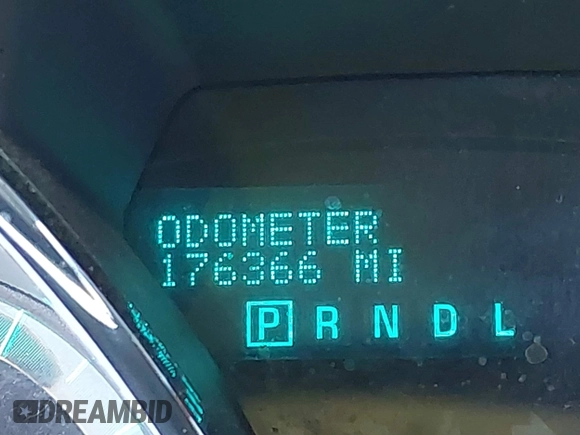 ODOMETER
176366 MI
P R N D L
DREAMBID